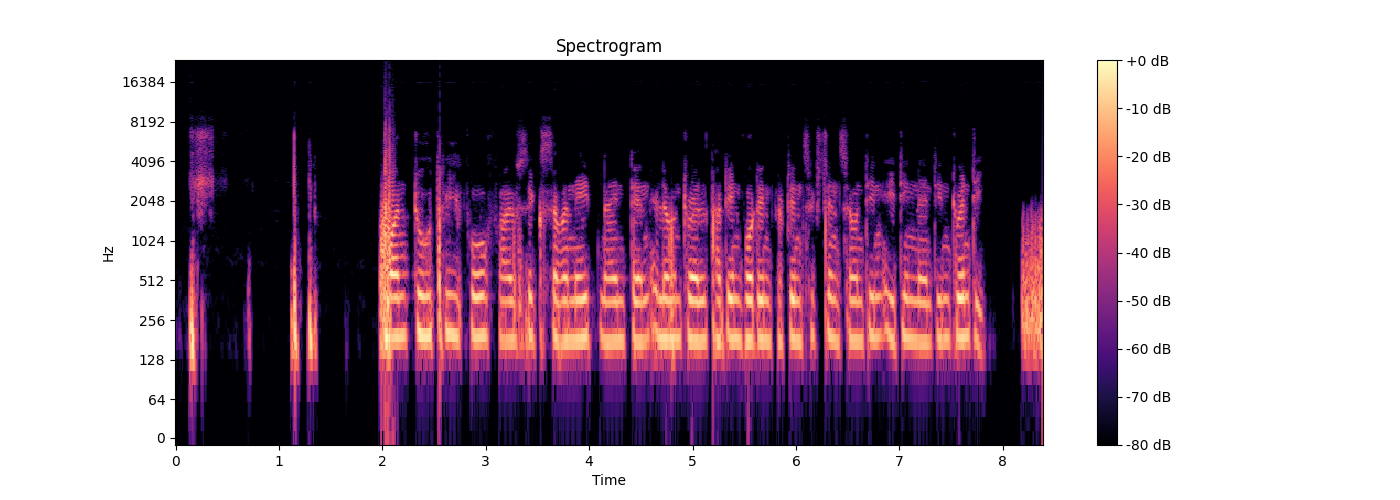 Spectrogram
16384
8192
4096
2048
1024
512
256
128
64
0
Hz
0 1 2 3 4 5 6 7 8
Time
+0 dB
-10 dB
-20 dB
-30 dB
-40 dB
-50 dB
-60 dB
-70 dB
-80 dB